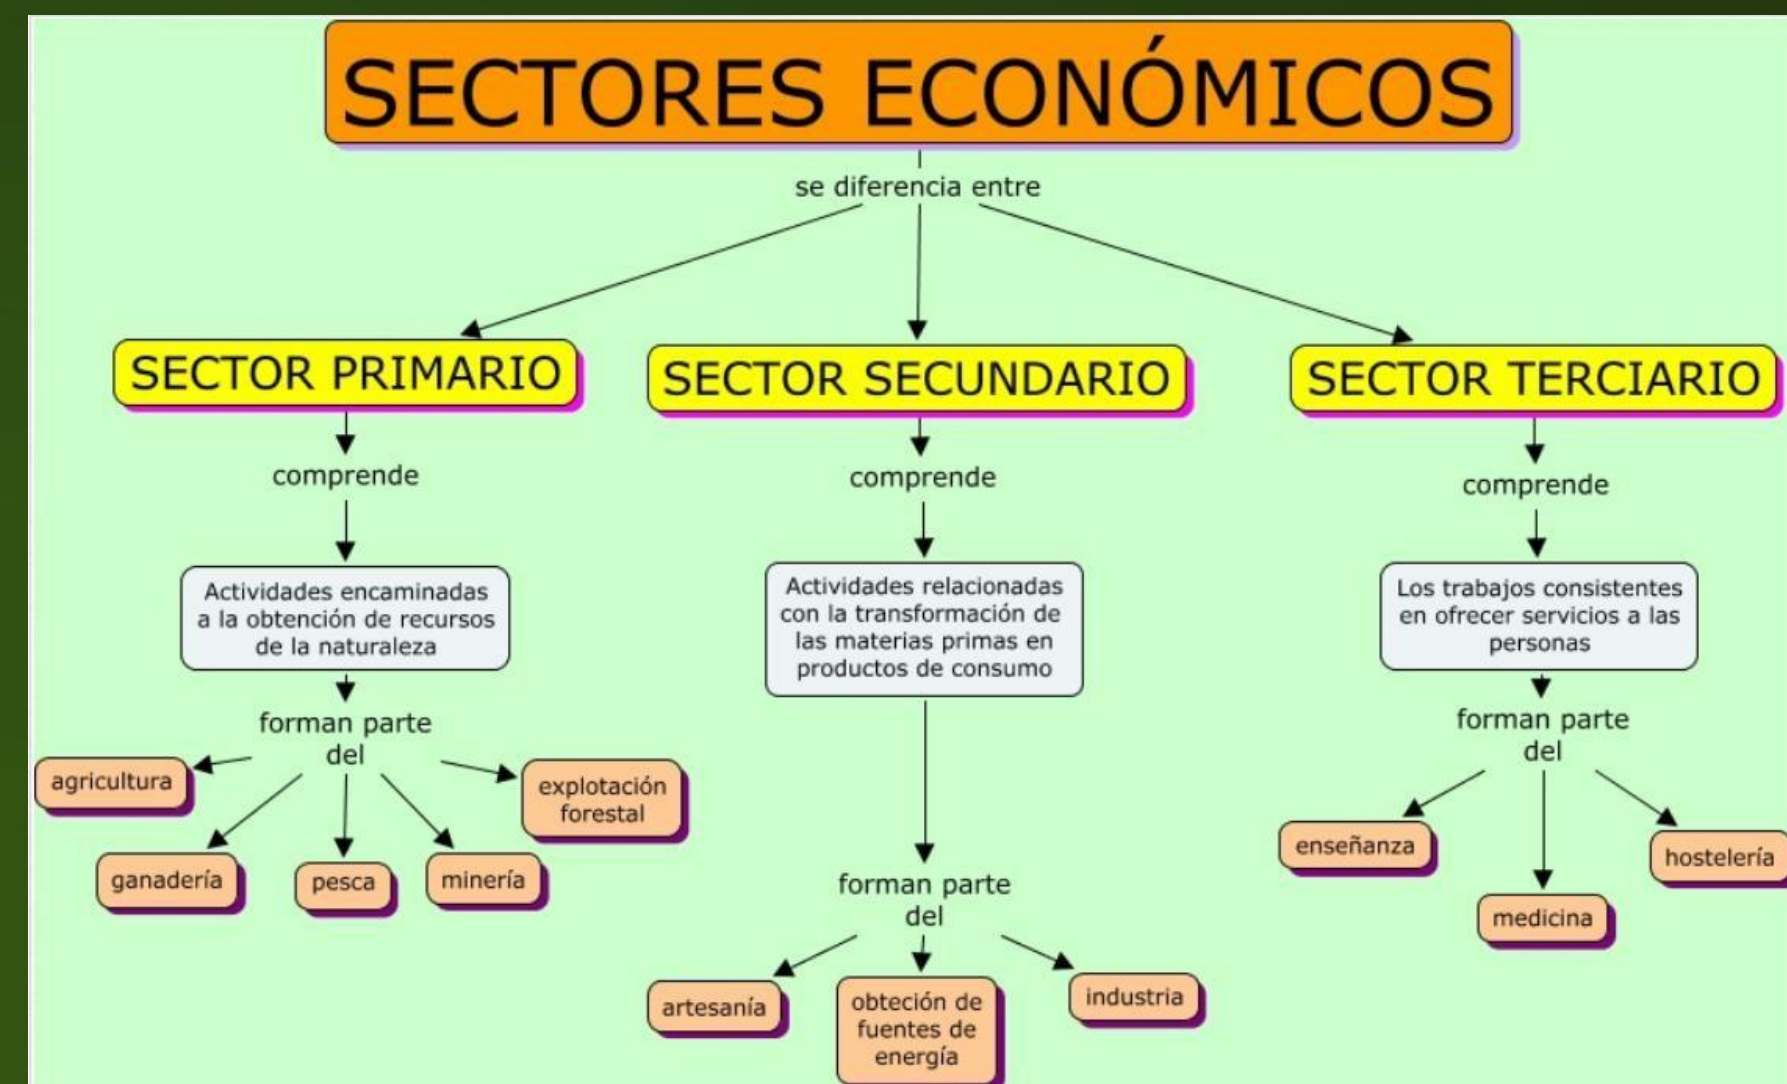 SECTORES ECONÓMICOS
se diferencia entre
SECTOR PRIMARIO
comprende
Actividades encaminadas
a la obtención de recursos
de la naturaleza
forman parte
del
agricultura
ganadería
pesca
minería
explotación
forestal
SECTOR SECUNDARIO
comprende
Actividades relacionadas
con la transformación de
las materias primas en
productos de consumo
forman parte
del
artesanía
obteción de
fuentes de
energía
industria
SECTOR TERCIARIO
comprende
Los trabajos consistentes
en ofrecer servicios a las
personas
forman parte
del
enseñanza
medicina
hostelería